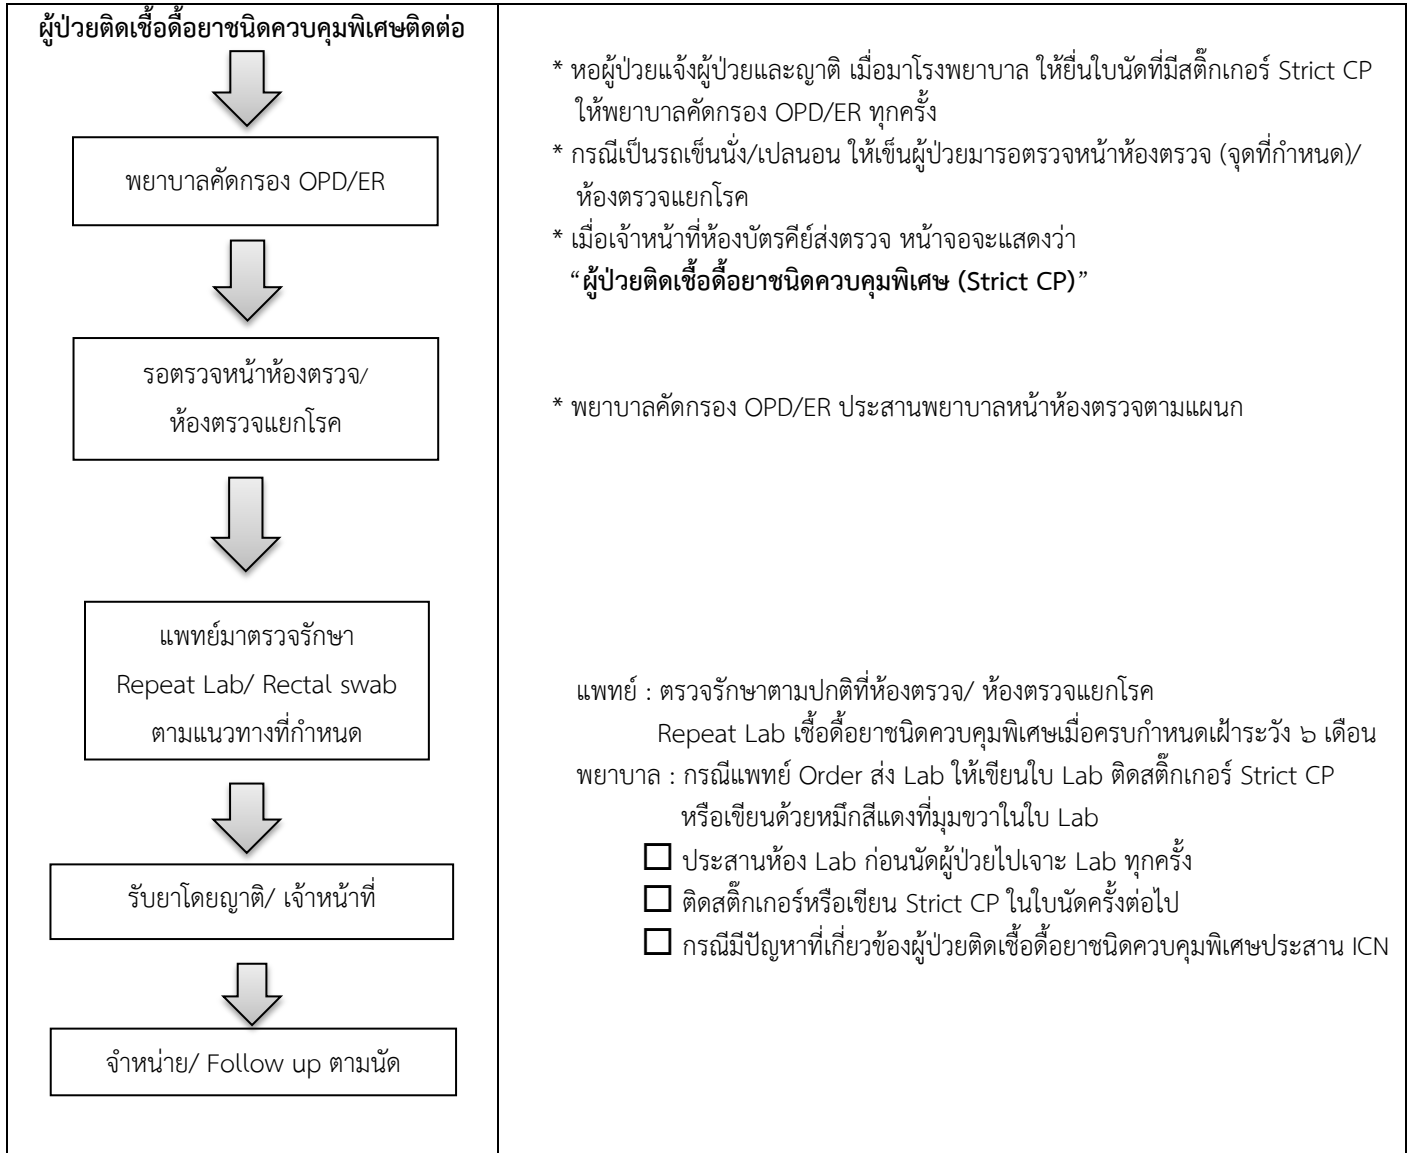 ผู้ป่วยติดเชื้อดื้อยาชนิดควบคุมพิเศษติดต่อ
พยาบาลคัดกรอง OPD/ER
รอตรวจหน้าห้องตรวจ/
ห้องตรวจแยกโรค
แพทย์มาตรวจรักษา
Repeat Lab/ Rectal swab
ตามแนวทางที่กำหนด
รับยาโดยญาติ/ เจ้าหน้าที่
จำหน่าย/ Follow up ตามนัด
* หอผู้ป่วยแจ้งผู้ป่วยและญาติ เมื่อมาโรงพยาบาล ให้ยื่นใบนัดที่มีสติ๊กเกอร์ Strict CP
ให้พยาบาลคัดกรอง OPD/ER ทุกครั้ง
* กรณีเป็นรถเข็นนั่ง/เปลนอน ให้เข็นผู้ป่วยมารอตรวจหน้าห้องตรวจ (จุดที่กำหนด)/
ห้องตรวจแยกโรค
* เมื่อเจ้าหน้าที่ห้องบัตรคีย์ส่งตรวจ หน้าจอจะแสดงว่า
“ผู้ป่วยติดเชื้อดื้อยาชนิดควบคุมพิเศษ (Strict CP)”
* พยาบาลคัดกรอง OPD/ER ประสานพยาบาลหน้าห้องตรวจตามแผนก
แพทย์ : ตรวจรักษาตามปกติที่ห้องตรวจ/ ห้องตรวจแยกโรค
Repeat Lab เชื้อดื้อยาชนิดควบคุมพิเศษเมื่อครบกำหนดเฝ้าระวัง ๖ เดือน
พยาบาล : กรณีแพทย์ Order ส่ง Lab ให้เขียนใบ Lab ติดสติ๊กเกอร์ Strict CP
หรือเขียนด้วยหมึกสีแดงที่มุมขวาในใบ Lab
☐ ประสานห้อง Lab ก่อนนัดผู้ป่วยไปเจาะ Lab ทุกครั้ง
☐ ติดสติ๊กเกอร์หรือเขียน Strict CP ในใบนัดครั้งต่อไป
☐ กรณีมีปัญหาที่เกี่ยวข้องผู้ป่วยติดเชื้อดื้อยาชนิดควบคุมพิเศษประสาน ICN